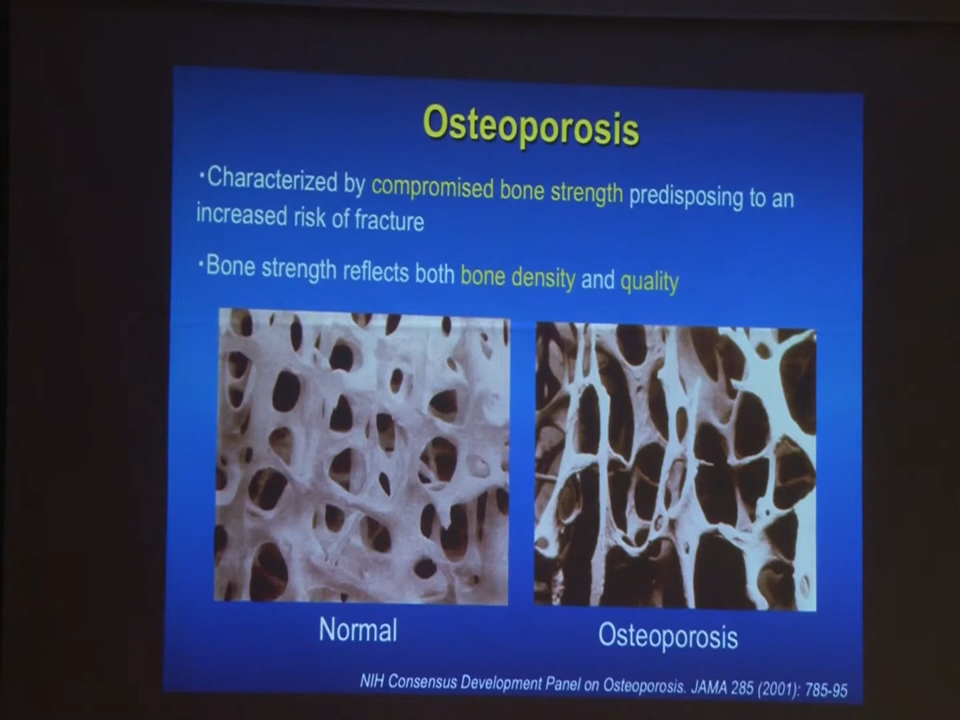 Osteoporosis
·Characterized by compromised bone strength predisposing to an
increased risk of fracture
·Bone strength reflects both bone density and quality
Normal
Osteoporosis
NIH Consensus Development Panel on Osteoporosis. JAMA 285 (2001): 785-95